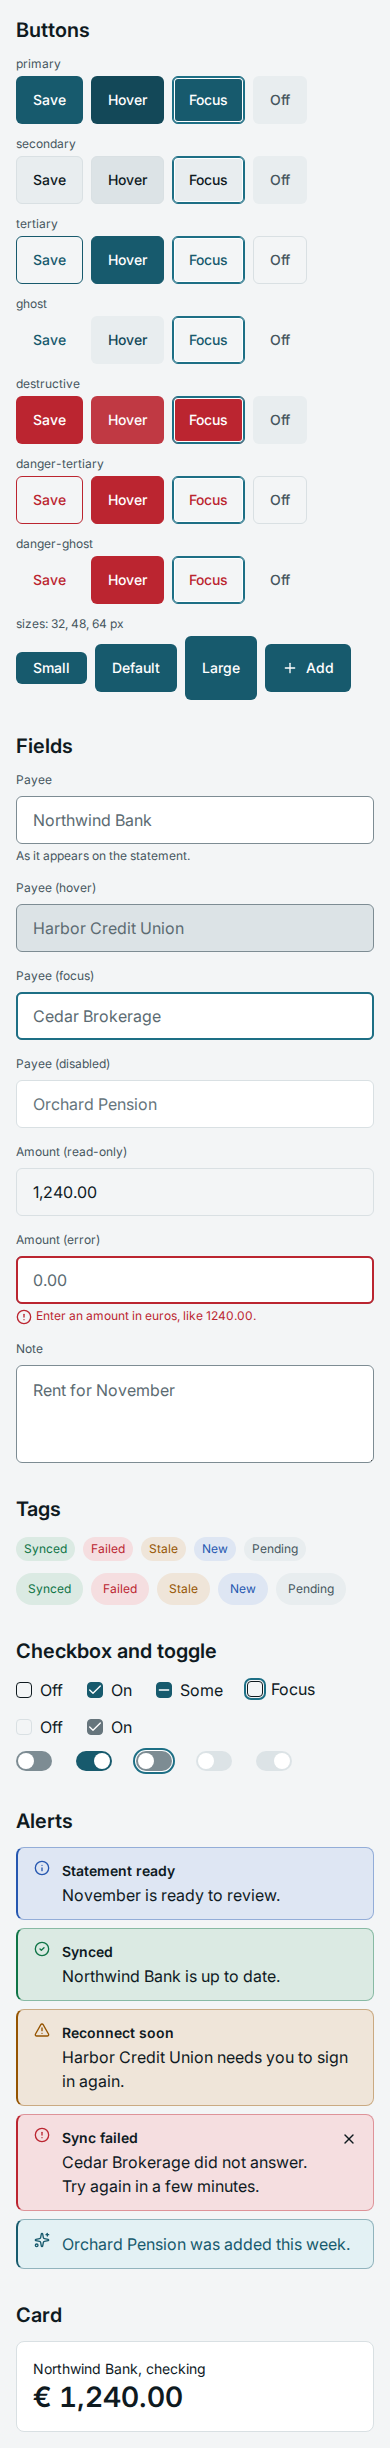 Buttons
primary
Save Hover Focus Off
secondary
Save Hover Focus Off
tertiary
Save Hover Focus Off
ghost
Save Hover Focus Off
destructive
Save Hover Focus Off
danger-tertiary
Save Hover Focus Off
danger-ghost
Save Hover Focus Off
sizes: 32, 48, 64 px
Small Default Large Add
Fields
Payee
Northwind Bank
As it appears on the statement.
Payee (hover)
Harbor Credit Union
Payee (focus)
Cedar Brokerage
Payee (disabled)
Orchard Pension
Amount (read-only)
1,240.00
Amount (error)
0.00
Enter an amount in euros, like 1240.00.
Note
Rent for November
Tags
Synced Failed Stale New Pending
Synced Failed Stale New Pending
Checkbox and toggle
Off On Some Focus
Off On
Alerts
Statement ready
November is ready to review.
Synced
Northwind Bank is up to date.
Reconnect soon
Harbor Credit Union needs you to sign
in again.
Sync failed
Cedar Brokerage did not answer.
Try again in a few minutes.
Orchard Pension was added this week.
Card
Northwind Bank, checking
€ 1,240.00